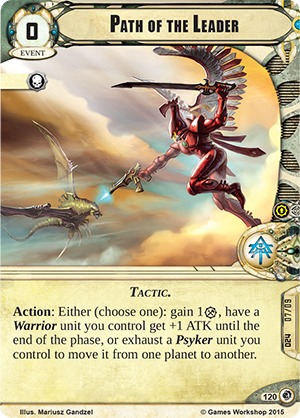 0
PATH OF THE LEADER
EVENT
024 07/09
TACTIC.
Action: Either (choose one): gain 1, have a
Warrior unit you control get +1 ATK until the
end of the phase, or exhaust a Psyker unit you
control to move it from one planet to another.
120
Illus. Mariusz Gandzel
© Games Workshop 2015